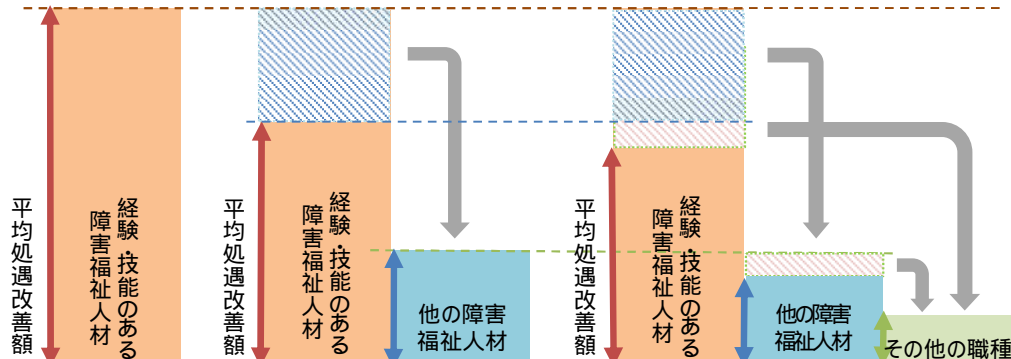 平均処遇改善額
経験・技能のある
障害福祉人材
平均処遇改善額
経験・技能のある
障害福祉人材
他の障害
福祉人材
平均処遇改善額
経験・技能のある
障害福祉人材
他の障害
福祉人材
その他の職種